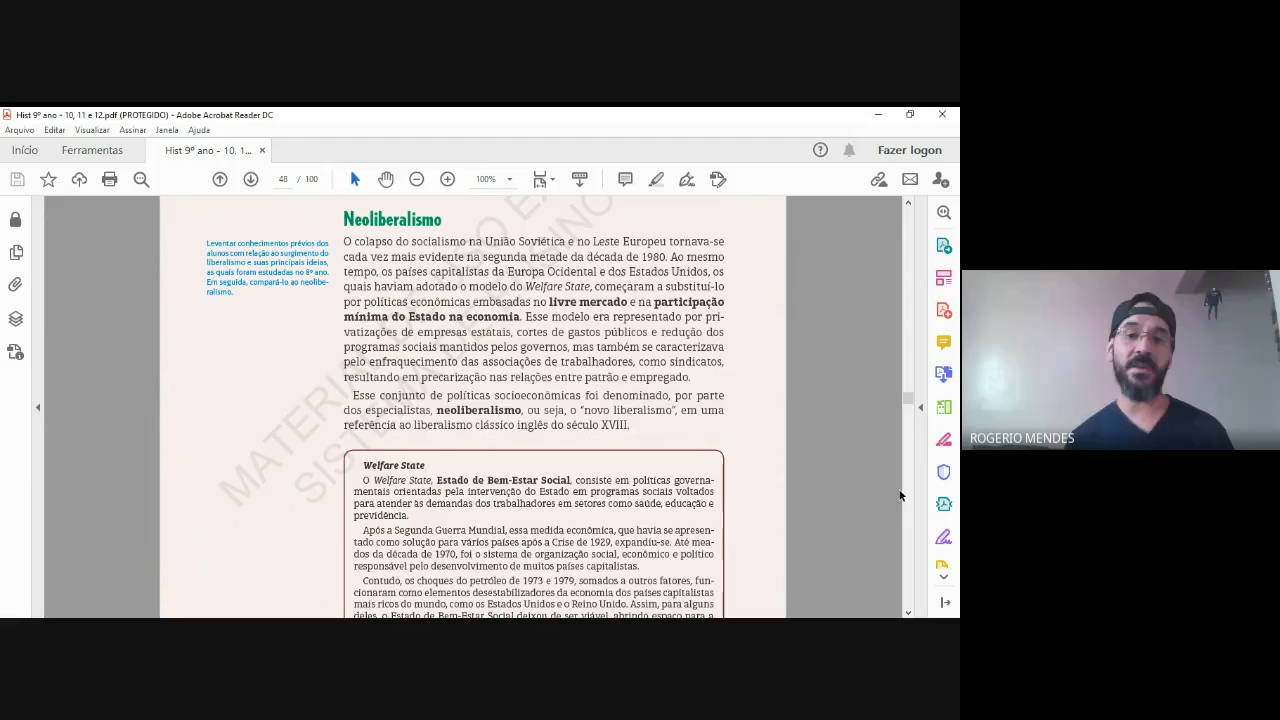 Hist 9º ano - 10, 11 e 12.pdf (PROTEGIDO) - Adobe Acrobat Reader DC
Arquivo Editar Visualizar Assinar Janela Ajuda
Início Ferramentas Hist 9º ano - 10, 1... Fazer logon
48 / 100 100%
Neoliberalismo
Levantar conhecimentos prévios dos
alunos com relação ao surgimento do
liberalismo e suas principais ideias,
as quais foram estudadas no 8º ano.
Em seguida, compará-lo ao neolibe-
ralismo.
O colapso do socialismo na União Soviética e no Leste Europeu tornava-se
cada vez mais evidente na segunda metade da década de 1980. Ao mesmo
tempo, os países capitalistas da Europa Ocidental e dos Estados Unidos, os
quais haviam adotado o modelo do Welfare State, começaram a substituí-lo
por políticas econômicas embasadas no livre mercado e na participação
mínima do Estado na economia. Esse modelo era representado por pri-
vatizações de empresas estatais, cortes de gastos públicos e redução dos
programas sociais mantidos pelos governos, mas também se caracterizava
pelo enfraquecimento das associações de trabalhadores, como sindicatos,
resultando em precarização nas relações entre patrão e empregado.
Esse conjunto de políticas socioeconômicas foi denominado, por parte
dos especialistas, neoliberalismo, ou seja, o “novo liberalismo”, em uma
referência ao liberalismo clássico inglês do século XVIII.
Welfare State
O Welfare State, Estado de Bem-Estar Social, consiste em políticas governa-
mentais orientadas pela intervenção do Estado em programas sociais voltados
para atender às demandas dos trabalhadores em setores como saúde, educação e
previdência.
Após a Segunda Guerra Mundial, essa medida econômica, que havia se apresen-
tado como solução para vários países após a Crise de 1929, expandiu-se. Até mea-
dos da década de 1970, foi o sistema de organização social, econômico e político
responsável pelo desenvolvimento de muitos países capitalistas.
Contudo, os choques do petróleo de 1973 e 1979, somados a outros fatores, fun-
cionaram como elementos desestabilizadores da economia dos países capitalistas
mais ricos do mundo, como os Estados Unidos e o Reino Unido. Assim, para alguns
deles, o Estado de Bem-Estar Social deixou de ser viável, abrindo espaço para a
ROGERIO MENDES